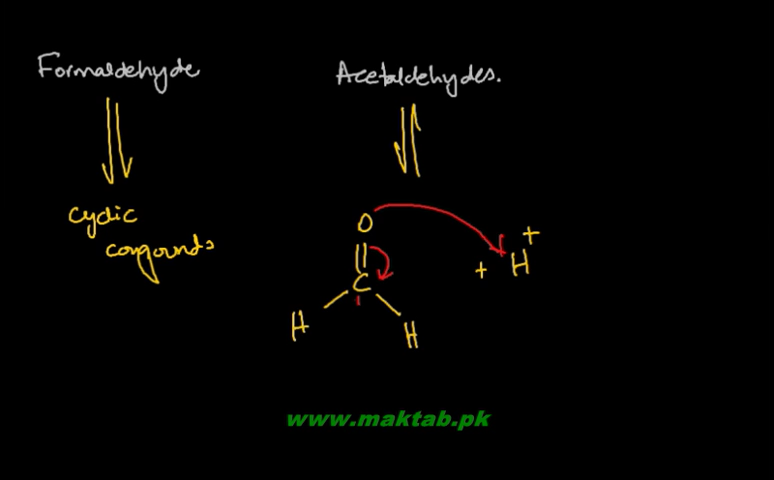 Formaldehyde
Acetaldehydes.
cyclic
compounds
O
+
+ H
C
H
H
www.maktab.pk